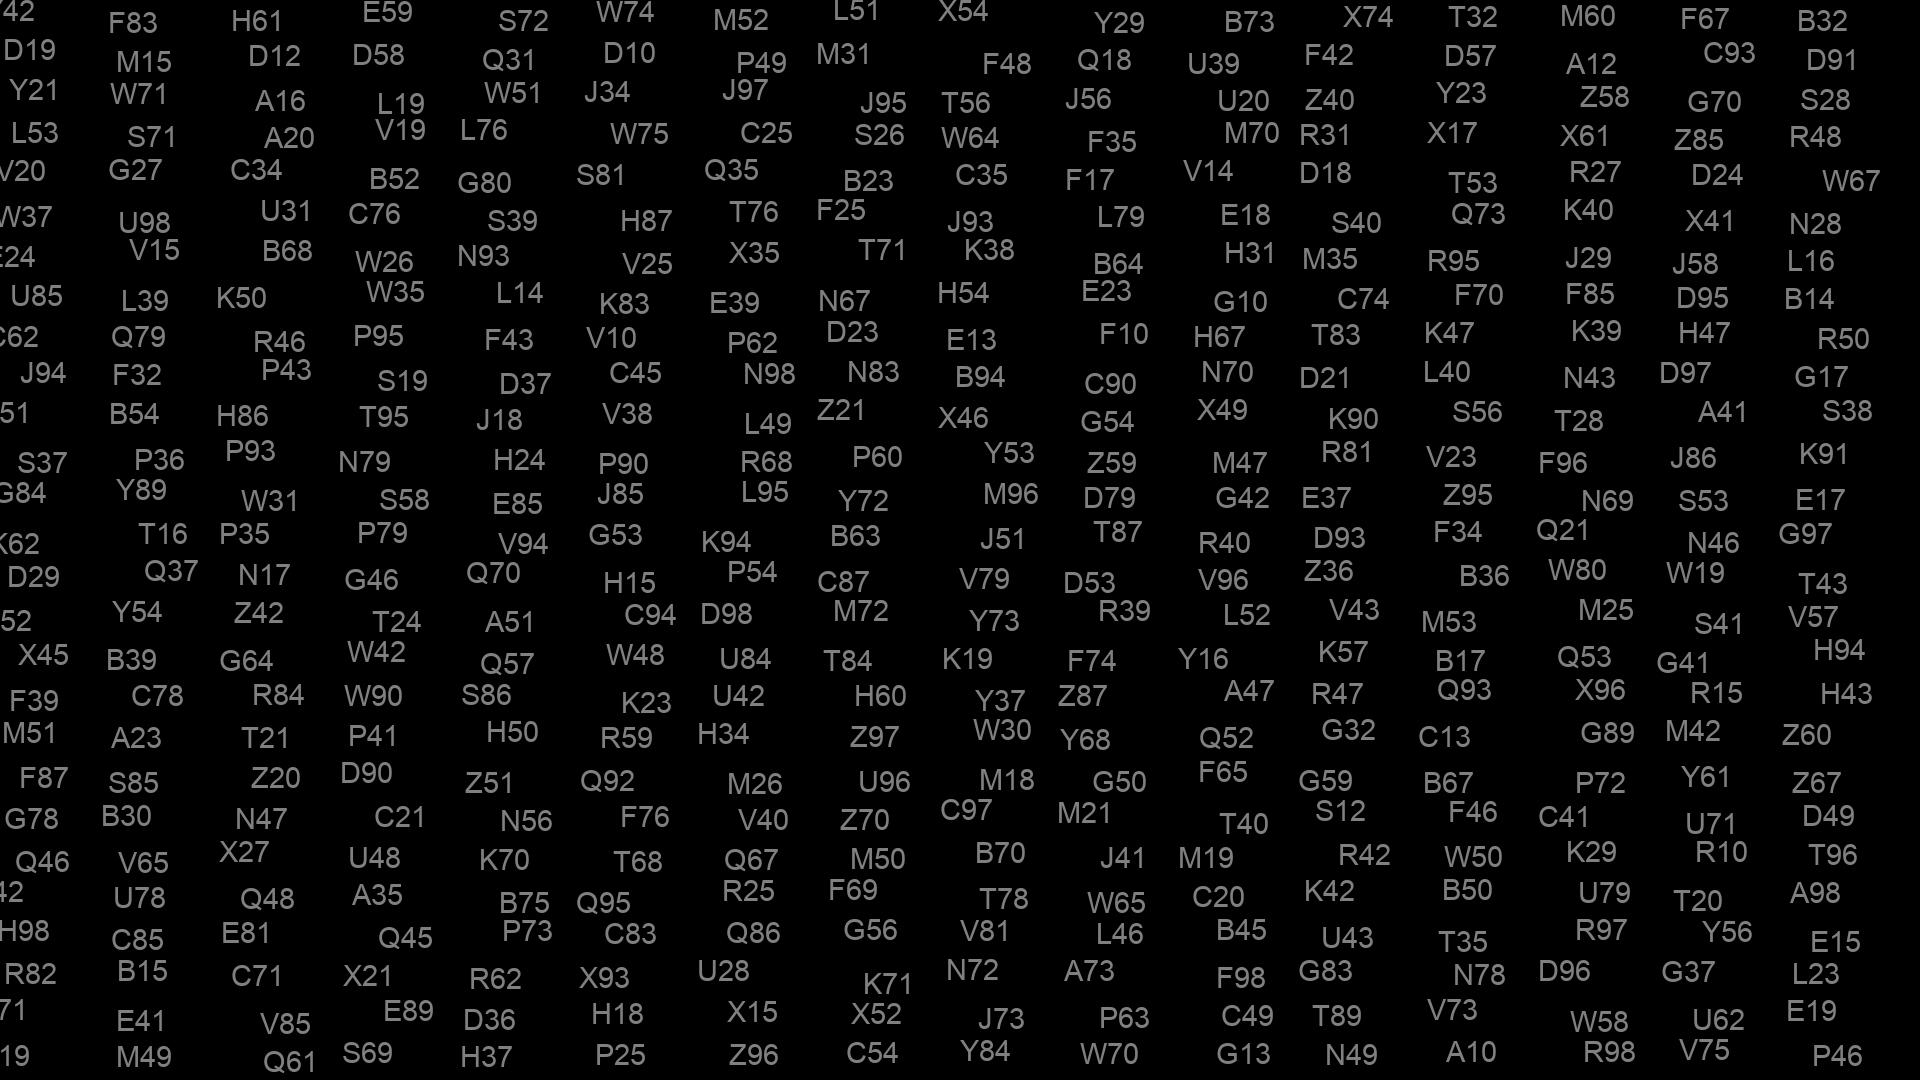 F83 H61 E59 S72 W74 M52 L51 X54 Y29 B73 X74 T32 M60 F67 B32
D19 M15 D12 D58 Q31 D10 P49 M31 F48 Q18 U39 F42 D57 A12 C93 D91
Y21 W71 A16 L19 W51 J34 J97 J95 T56 J56 U20 Z40 Y23 Z58 G70 S28
L53 S71 A20 V19 L76 W75 C25 S26 W64 F35 M70 R31 X17 X61 Z85 R48
V20 G27 C34 B52 G80 S81 Q35 B23 C35 F17 V14 D18 T53 R27 D24 W67
W37 U98 U31 C76 S39 H87 T76 F25 J93 L79 E18 S40 Q73 K40 X41 N28
E24 V15 B68 W26 N93 V25 X35 T71 K38 B64 H31 M35 R95 J29 J58 L16
U85 L39 K50 W35 L14 K83 E39 N67 H54 E23 G10 C74 F70 F85 D95 B14
C62 Q79 R46 P95 F43 V10 P62 D23 E13 F10 H67 T83 K47 K39 H47 R50
J94 F32 P43 S19 D37 C45 N98 N83 B94 C90 N70 D21 L40 N43 D97 G17
51 B54 H86 T95 J18 V38 L49 Z21 X46 G54 X49 K90 S56 T28 A41 S38
S37 P36 P93 N79 H24 P90 R68 P60 Y53 Z59 M47 R81 V23 F96 J86 K91
G84 Y89 W31 S58 E85 J85 L95 Y72 M96 D79 G42 E37 Z95 N69 S53 E17
K62 T16 P35 P79 V94 G53 K94 B63 J51 T87 R40 D93 F34 Q21 N46 G97
D29 Q37 N17 G46 Q70 H15 P54 C87 V79 D53 V96 Z36 B36 W80 W19 T43
52 Y54 Z42 T24 A51 C94 D98 M72 Y73 R39 L52 V43 M53 M25 S41 V57
X45 B39 G64 W42 Q57 W48 U84 T84 K19 F74 Y16 K57 B17 Q53 G41 H94
F39 C78 R84 W90 S86 K23 U42 H60 Y37 Z87 A47 R47 Q93 X96 R15 H43
M51 A23 T21 P41 H50 R59 H34 Z97 W30 Y68 Q52 G32 C13 G89 M42 Z60
F87 S85 Z20 D90 Z51 Q92 M26 U96 M18 G50 F65 G59 B67 P72 Y61 Z67
G78 B30 N47 C21 N56 F76 V40 Z70 C97 M21 T40 S12 F46 C41 U71 D49
Q46 V65 X27 U48 K70 T68 Q67 M50 B70 J41 M19 R42 W50 K29 R10 T96
42 U78 Q48 A35 B75 Q95 R25 F69 T78 W65 C20 K42 B50 U79 T20 A98
H98 C85 E81 Q45 P73 C83 Q86 G56 V81 L46 B45 U43 T35 R97 Y56 E15
R82 B15 C71 X21 R62 X93 U28 K71 N72 A73 F98 G83 N78 D96 G37 L23
71 E41 V85 E89 D36 H18 X15 X52 J73 P63 C49 T89 V73 W58 U62 E19
19 M49 Q61 S69 H37 P25 Z96 C54 Y84 W70 G13 N49 A10 R98 V75 P46